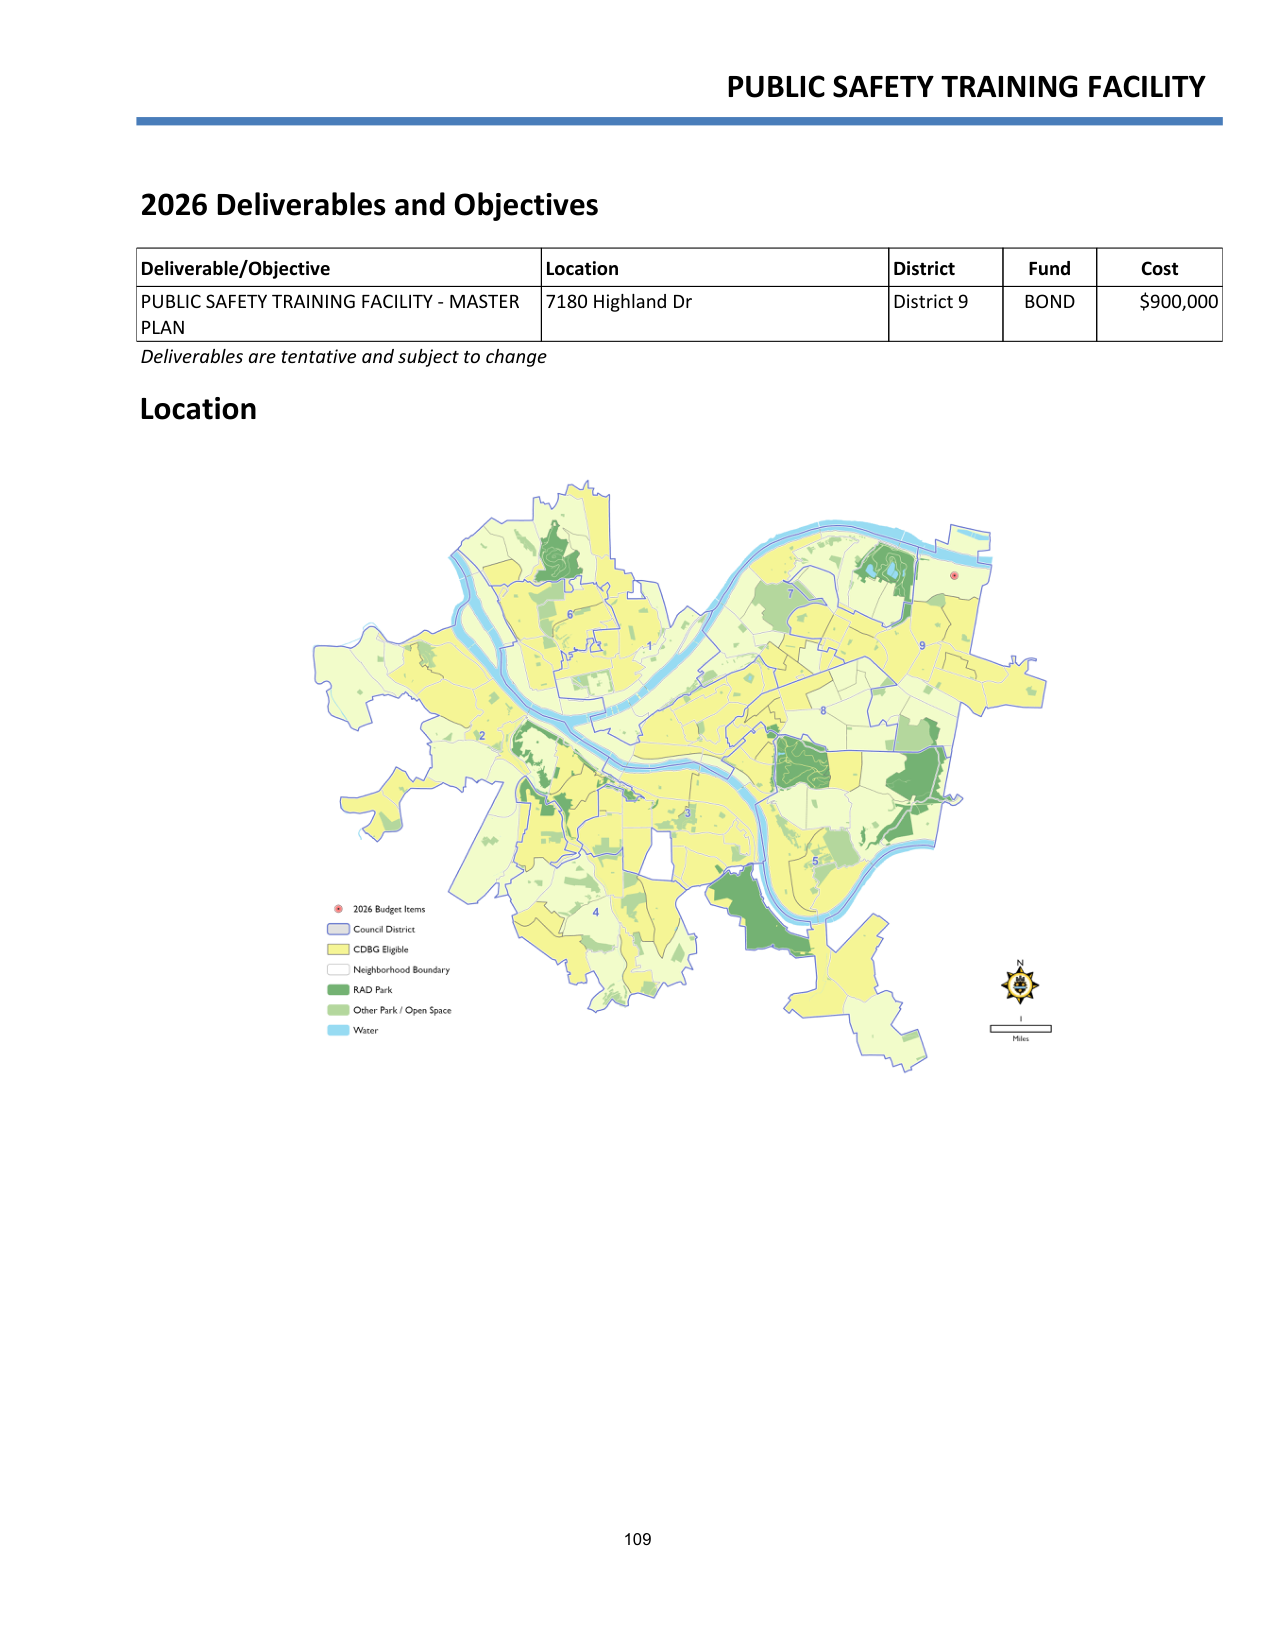 PUBLIC SAFETY TRAINING FACILITY
2026 Deliverables and Objectives
Deliverable/Objective Location District Fund Cost
PUBLIC SAFETY TRAINING FACILITY - MASTER 7180 Highland Dr District 9 BOND $900,000
PLAN
Deliverables are tentative and subject to change
Location
7
6
1
9
8
2
3
5
4
2026 Budget Items
Council District
CDBG Eligible
Neighborhood Boundary
RAD Park
Other Park / Open Space
Water
N
1
Miles
109